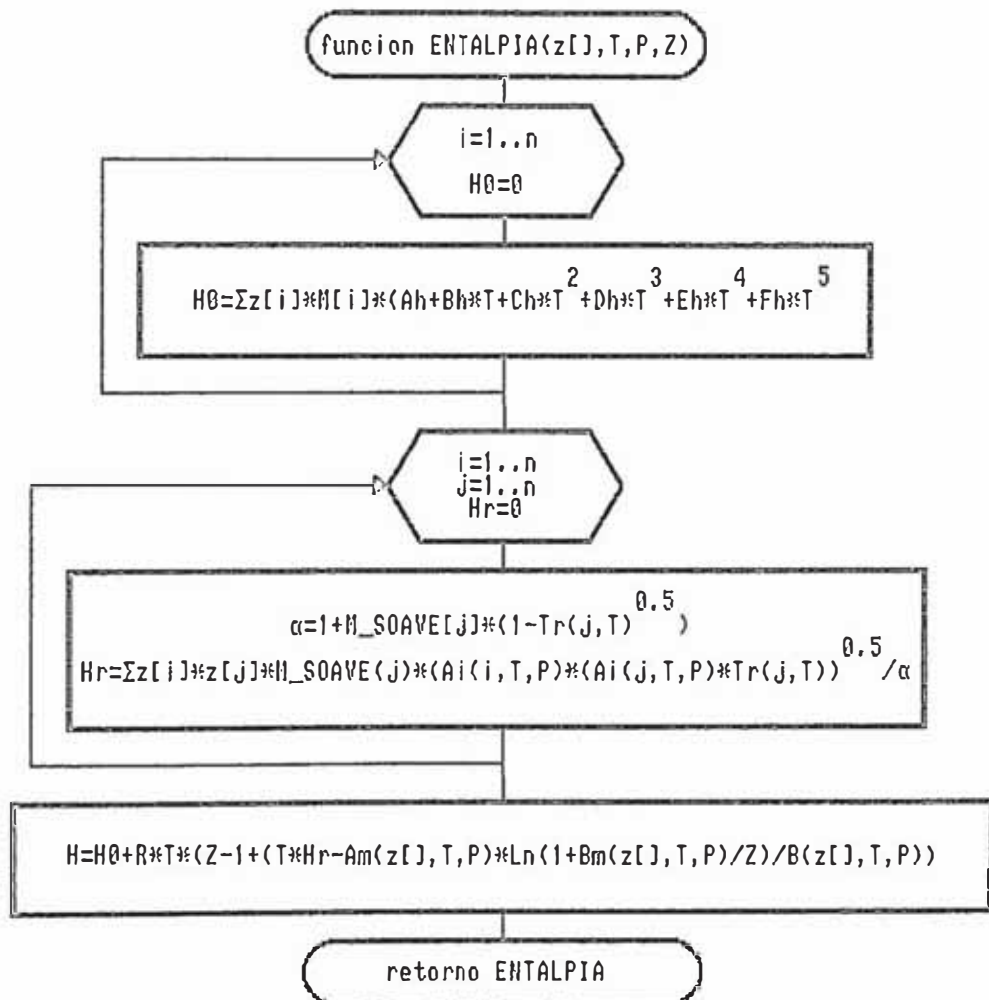 funcion ENTALPIA(z[],T,P,Z)
i=1..n
H0=0
H0=Σz[i]*M[i]*(Ah+Bh*T+Ch*T^2+Dh*T^3+Eh*T^4+Fh*T^5
i=1..n
j=1..n
Hr=0
α=1+M_SOAVE[j]*(1-Tr(j,T)^0.5)
Hr=Σz[i]*z[j]*M_SOAVE(j)*(Ai(i,T,P)*(Ai(j,T,P)*Tr(j,T))^0.5/α
H=H0+R*T*(Z-1+(T*Hr-Am(z[],T,P)*Ln(1+Bm(z[],T,P)/Z)/B(z[],T,P))
retorno ENTALPIA